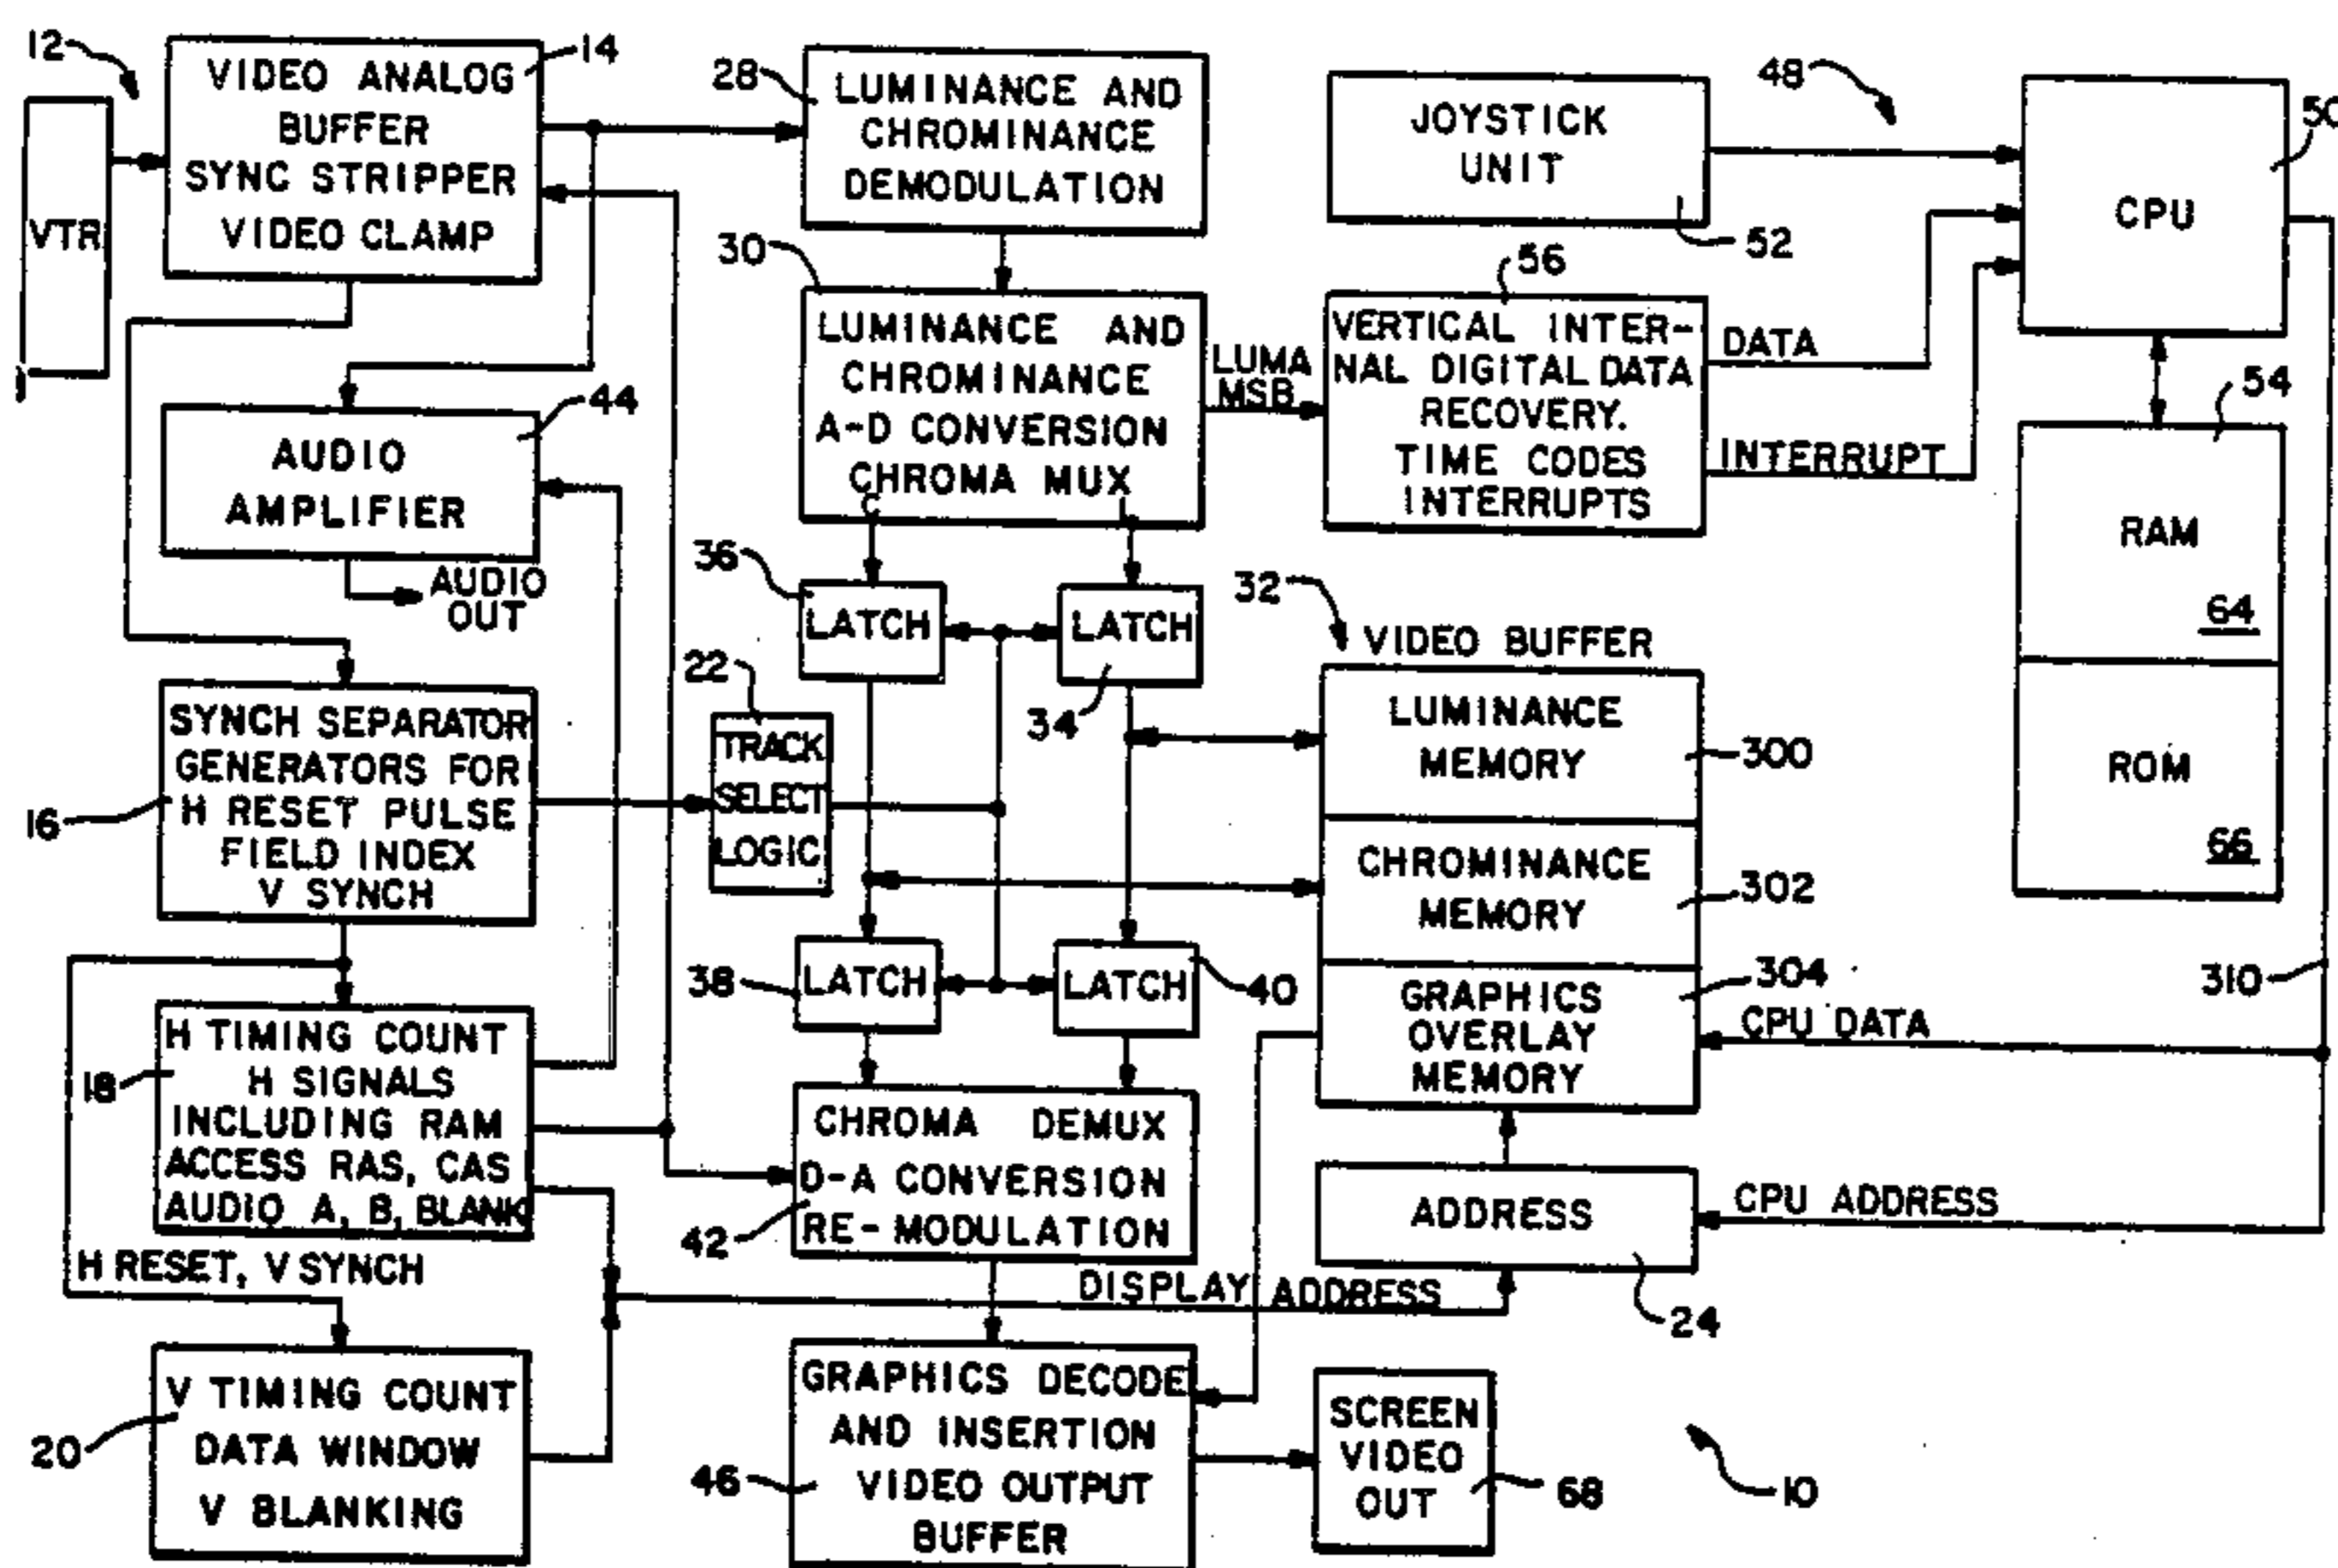 12
VTR
14
VIDEO ANALOG
BUFFER
SYNC STRIPPER
VIDEO CLAMP
28
LUMINANCE AND
CHROMINANCE
DEMODULATION
JOYSTICK
UNIT
52
48
50
CPU
44
AUDIO
AMPLIFIER
AUDIO
OUT
30
LUMINANCE AND
CHROMINANCE
A-D CONVERSION
CHROMA MUX
C
L
LUMA
MSB
56
VERTICAL INTER-
NAL DIGITAL DATA
RECOVERY.
TIME CODES
INTERRUPTS
DATA
INTERRUPT
54
RAM
64
ROM
66
36
LATCH
LATCH
34
22
TRACK
SELECT
LOGIC
32
VIDEO BUFFER
LUMINANCE
MEMORY
300
CHROMINANCE
MEMORY
302
GRAPHICS
OVERLAY
MEMORY
304
CPU DATA
310
16
SYNCH SEPARATOR
GENERATORS FOR
H RESET PULSE
FIELD INDEX
V SYNCH
38
LATCH
LATCH
40
18
H TIMING COUNT
H SIGNALS
INCLUDING RAM
ACCESS RAS, CAS
AUDIO A, B, BLANK
42
CHROMA DEMUX
D-A CONVERSION
RE-MODULATION
ADDRESS
CPU ADDRESS
24
H RESET, V SYNCH
DISPLAY ADDRESS
20
V TIMING COUNT
DATA WINDOW
V BLANKING
46
GRAPHICS DECODE
AND INSERTION
VIDEO OUTPUT
BUFFER
SCREEN
VIDEO
OUT
68
10